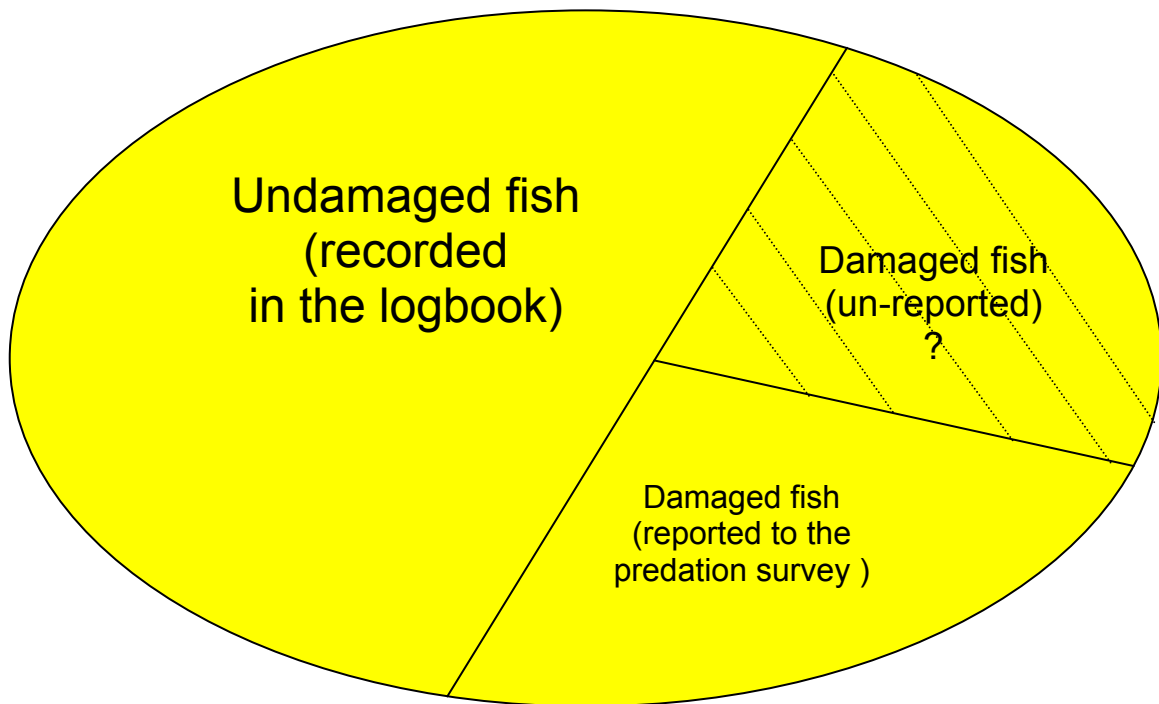 Undamaged fish
(recorded
in the logbook)
Damaged fish
(un-reported)
?
Damaged fish
(reported to the
predation survey )